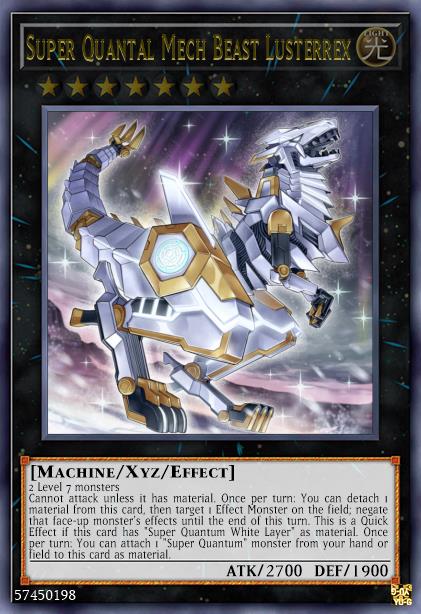 Super Quantal Mech Beast Lusterrex
LIGHT
光
[Machine/Xyz/Effect]
2 Level 7 monsters
Cannot attack unless it has material. Once per turn: You can detach 1
material from this card, then target 1 Effect Monster on the field; negate
that face-up monster's effects until the end of this turn. This is a Quick
Effect if this card has "Super Quantum White Layer" as material. Once
per turn: You can attach 1 "Super Quantum" monster from your hand or
field to this card as material.
ATK/2700 DEF/1900
57450198